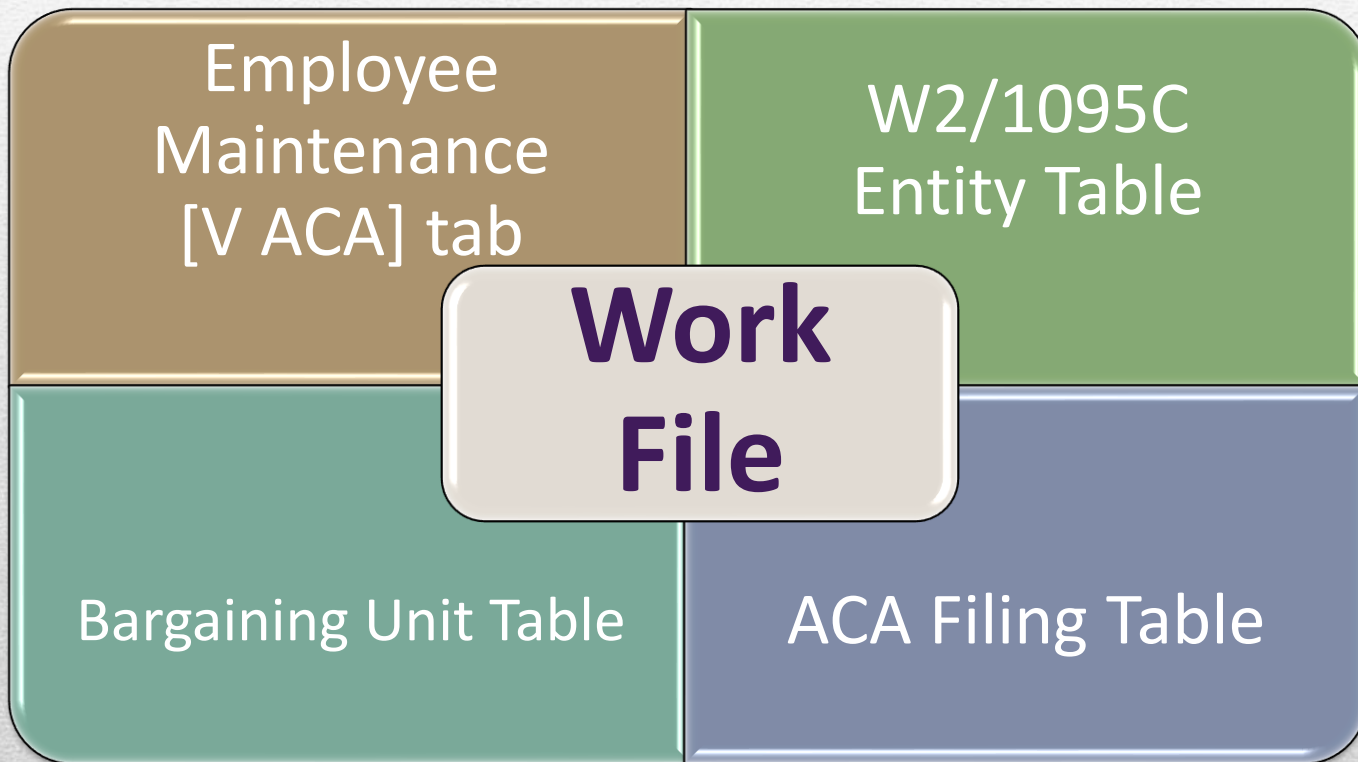 Employee
Maintenance
[V ACA] tab
W2/1095C
Entity Table
Work
File
Bargaining Unit Table
ACA Filing Table